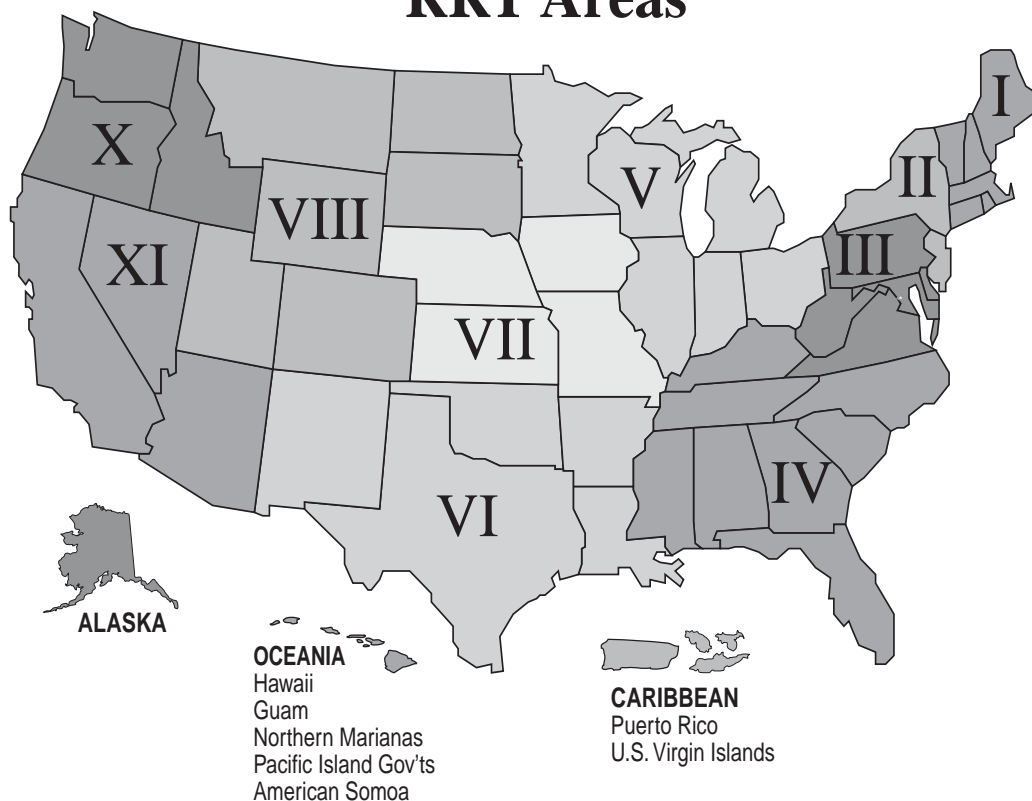 RRT Areas
I
X
II
V
VIII
III
XI
VII
IV
VI
ALASKA
OCEANIA
Hawaii
Guam
Northern Marianas
Pacific Island Gov'ts
American Somoa
CARIBBEAN
Puerto Rico
U.S. Virgin Islands